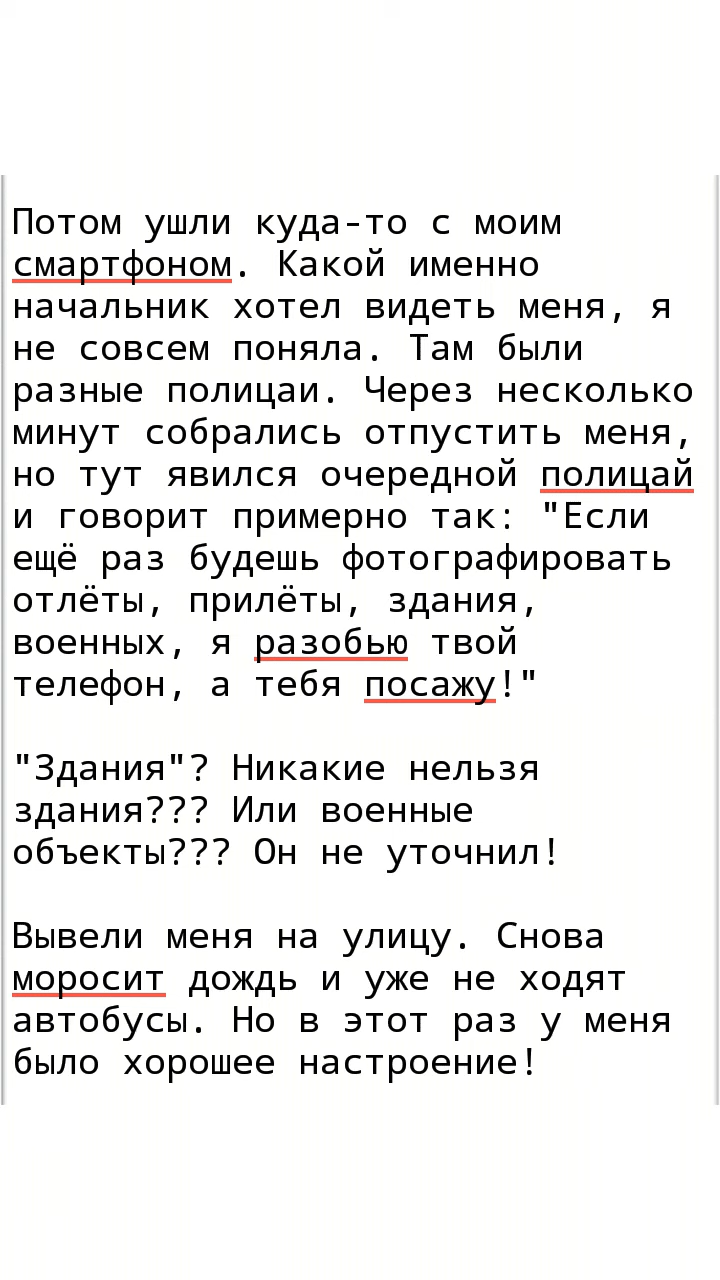 Потом ушли куда-то с моим
смартфоном. Какой именно
начальник хотел видеть меня, я
не совсем поняла. Там были
разные полицаи. Через несколько
минут собрались отпустить меня,
но тут явился очередной полицай
и говорит примерно так: "Если
ещё раз будешь фотографировать
отлёты, прилёты, здания,
военных, я разобью твой
телефон, а тебя посажу!"
"Здания"? Никакие нельзя
здания??? Или военные
объекты??? Он не уточнил!
Вывели меня на улицу. Снова
моросит дождь и уже не ходят
автобусы. Но в этот раз у меня
было хорошее настроение!